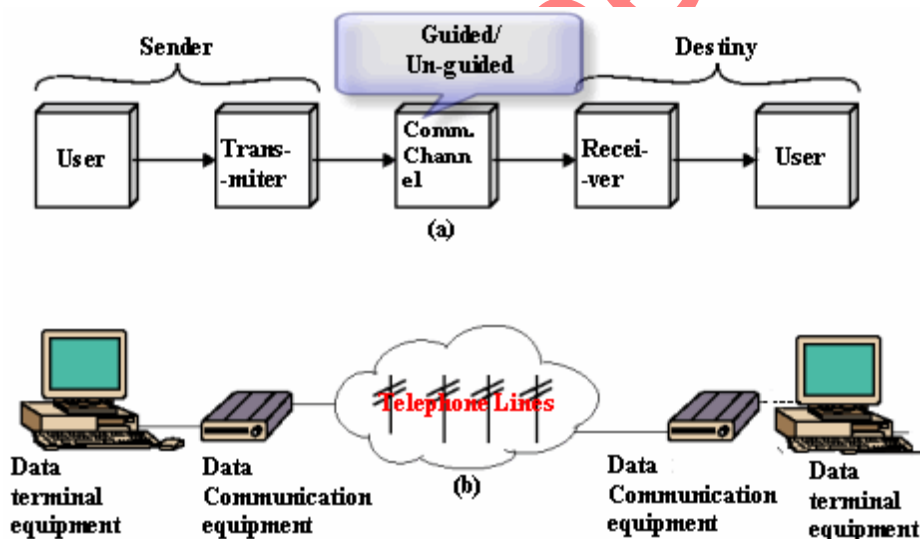 Guided/
Un-guided
Sender
Destiny
User
Trans-
-miter
Comm.
Chann
el
Recei-
-ver
User
(a)
Telephone Lines
Data
terminal
equipment
Data
Communication
equipment
(b)
Data
Communication
equipment
Data
terminal
equipment